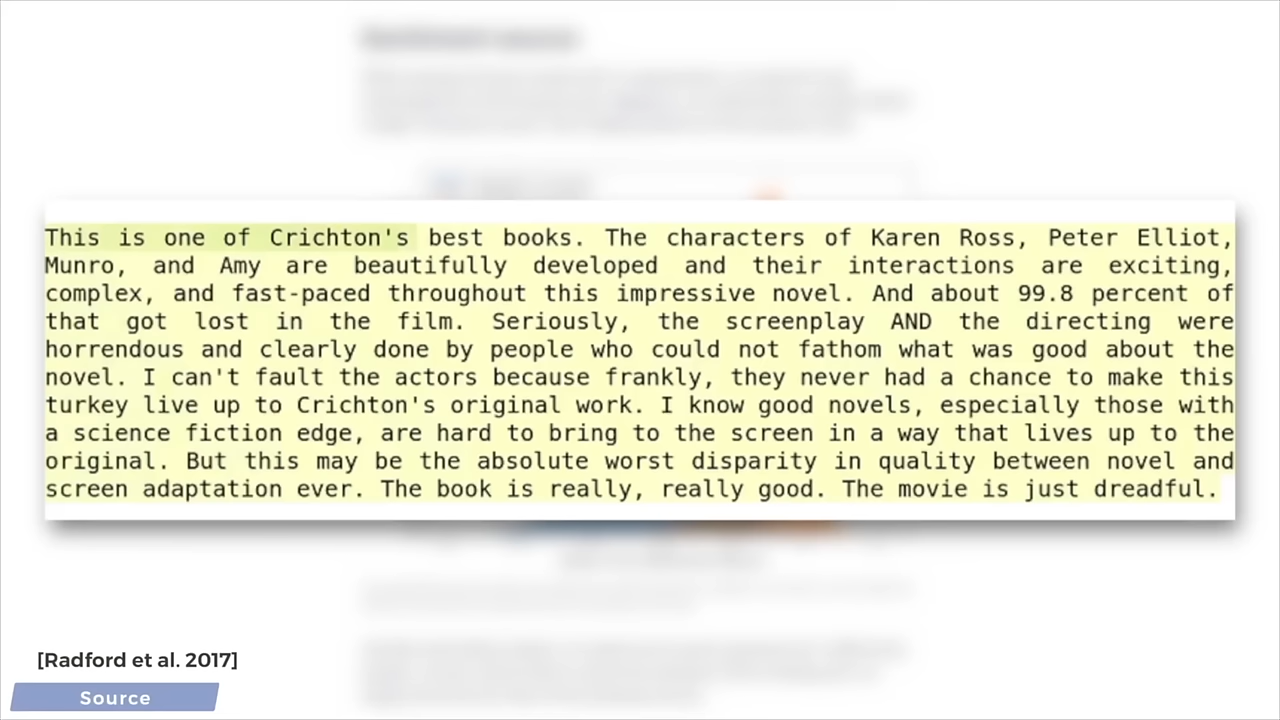 This is one of Crichton's best books. The characters of Karen Ross, Peter Elliot,
Munro, and Amy are beautifully developed and their interactions are exciting,
complex, and fast-paced throughout this impressive novel. And about 99.8 percent of
that got lost in the film. Seriously, the screenplay AND the directing were
horrendous and clearly done by people who could not fathom what was good about the
novel. I can't fault the actors because frankly, they never had a chance to make this
turkey live up to Crichton's original work. I know good novels, especially those with
a science fiction edge, are hard to bring to the screen in a way that lives up to the
original. But this may be the absolute worst disparity in quality between novel and
screen adaptation ever. The book is really, really good. The movie is just dreadful.
[Radford et al. 2017]
Source